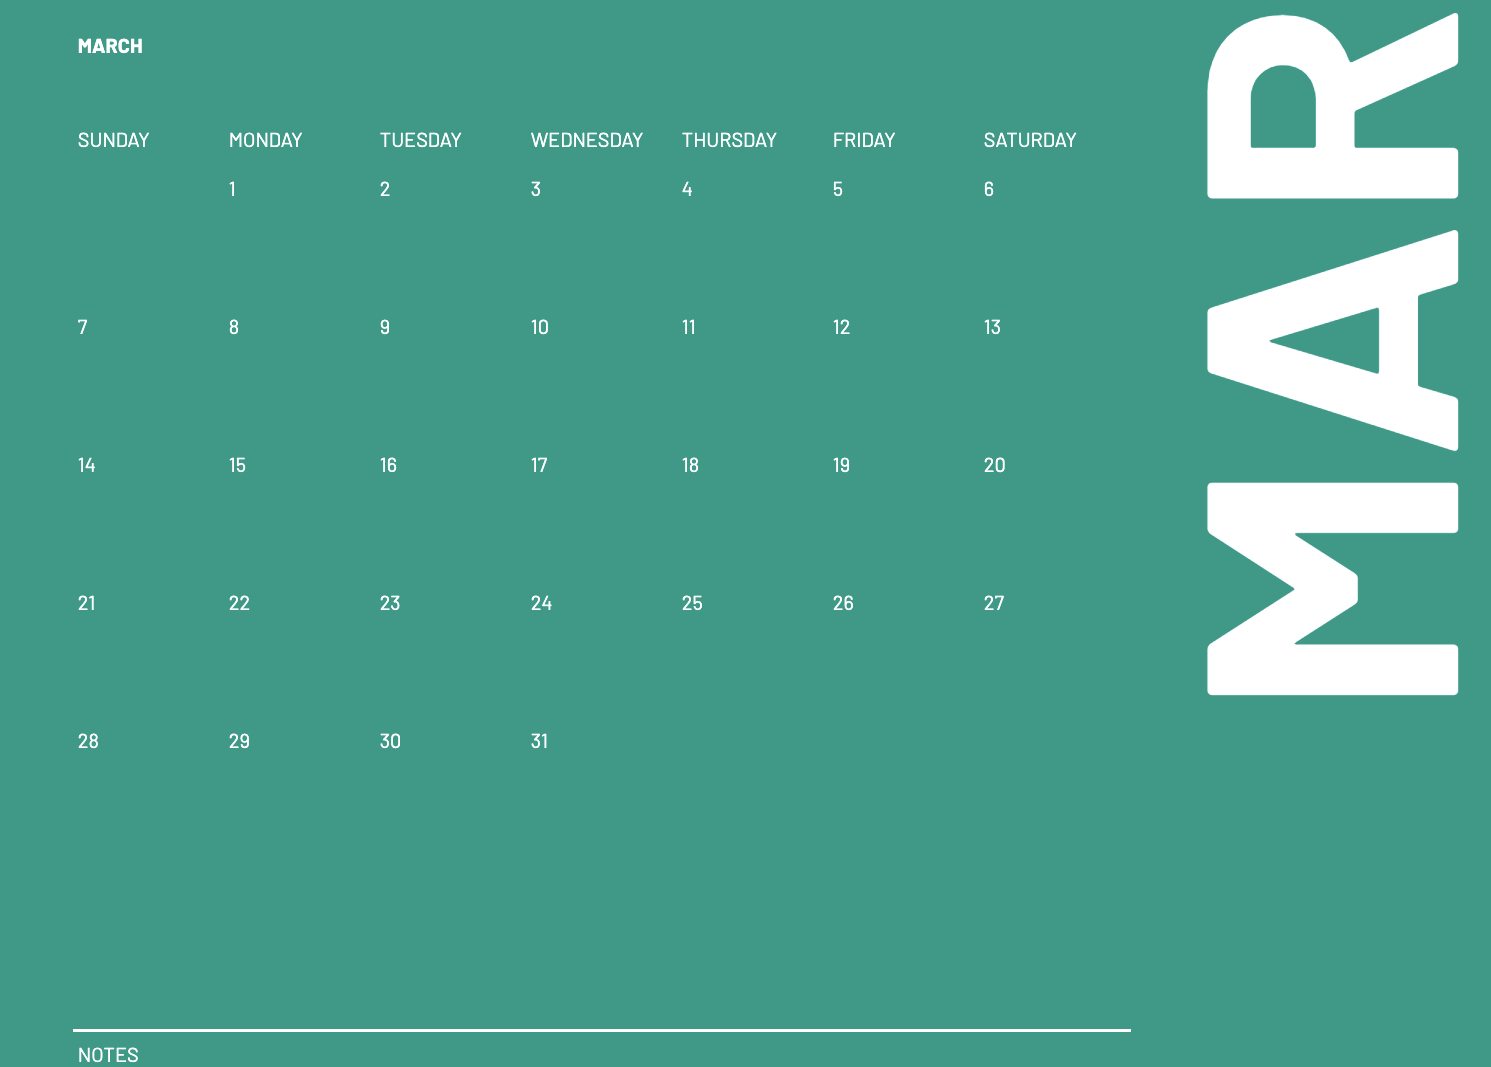 MARCH
MAR
SUNDAY MONDAY TUESDAY WEDNESDAY THURSDAY FRIDAY SATURDAY
1 2 3 4 5 6
7 8 9 10 11 12 13
14 15 16 17 18 19 20
21 22 23 24 25 26 27
28 29 30 31
NOTES